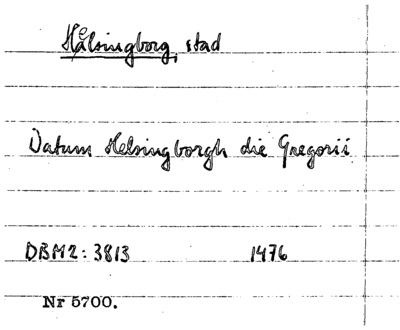 Hälsingborg, stad
Datum Helsingborgh die Gregorii
DBM2: 3813 1476
Nr 5700.